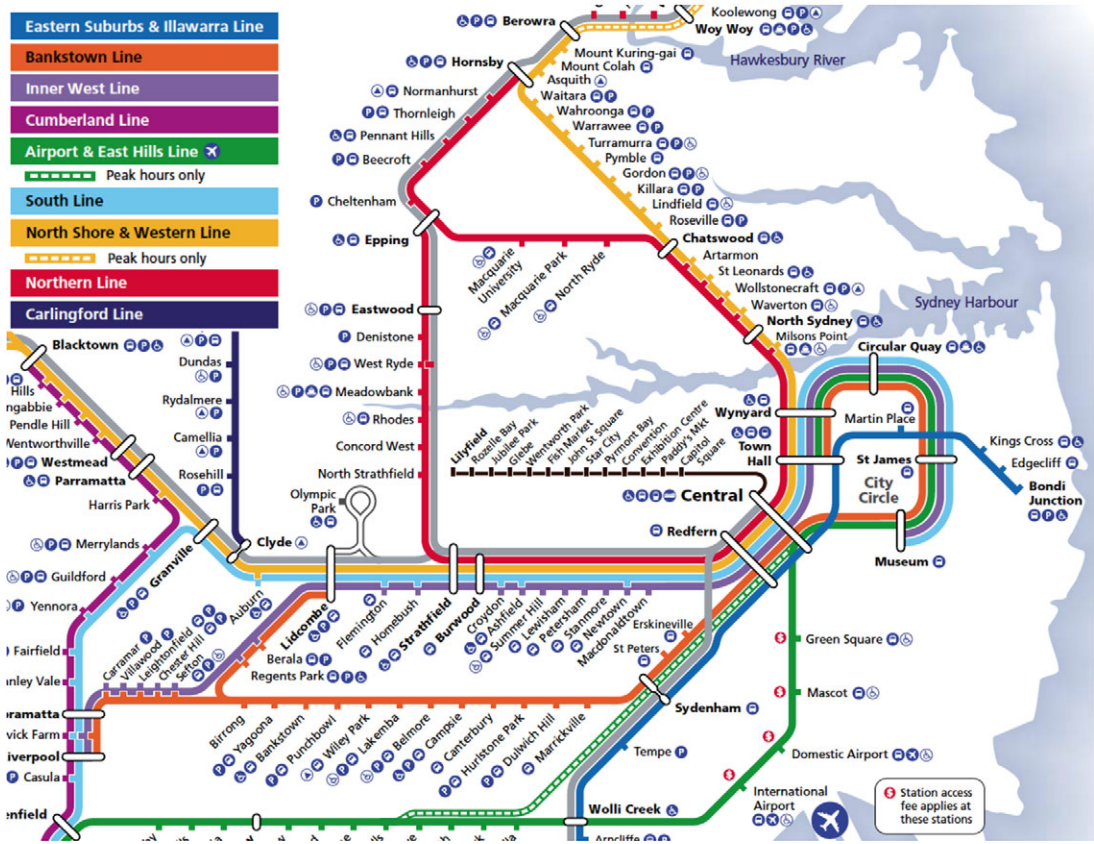 Eastern Suburbs & Illawarra Line
Bankstown Line
Inner West Line
Cumberland Line
Airport & East Hills Line
Peak hours only
South Line
North Shore & Western Line
Peak hours only
Northern Line
Carlingford Line
Koolewong
Woy Woy
Hawkesbury River
Berowra
Mount Kuring-gai
Mount Colah
Asquith
Waitara
Wahroonga
Warrawee
Turramurra
Pymble
Gordon
Killara
Lindfield
Roseville
Chatswood
Artarmon
St Leonards
Wollstonecraft
Waverton
North Sydney
Milsons Point
Sydney Harbour
Hornsby
Normanhurst
Thornleigh
Pennant Hills
Beecroft
Cheltenham
Epping
Macquarie
University
Macquarie Park
North Ryde
Eastwood
Denistone
West Ryde
Meadowbank
Rhodes
Concord West
North Strathfield
Olympic
Park
Blacktown
Hills
Pendle Hill
Wentworthville
Westmead
Parramatta
Harris Park
Merrylands
Guildford
Yennora
Fairfield
Casula
Dundas
Rydalmere
Camellia
Rosehill
Clyde
Granville
Auburn
Lidcombe
Flemington
Homebush
Strathfield
Burwood
Croydon
Ashfield
Summer Hill
Lewisham
Petersham
Stanmore
Newtown
Macdonaldtown
Erskineville
St Peters
Carramar
Villawood
Leightonfield
Chester Hill
Sefton
Berala
Regents Park
Birrong
Yagoona
Bankstown
Punchbowl
Wiley Park
Lakemba
Belmore
Campsie
Canterbury
Hurlstone Park
Dulwich Hill
Marrickville
Sydenham
Tempe
Wolli Creek
Arncliffe
Lilyfield
Rozelle Bay
Jubilee Park
Glebe
Wentworth Park
Fish Market
John St Square
Star City
Pyrmont Bay
Convention
Exhibition Centre
Paddy's Mkt
Capitol
Square
Central
Redfern
Wynyard
Town
Hall
Circular Quay
Martin Place
St James
City
Circle
Museum
Kings Cross
Edgecliff
Bondi
Junction
Green Square
Mascot
Domestic Airport
International
Airport
Station access
fee applies at
these stations